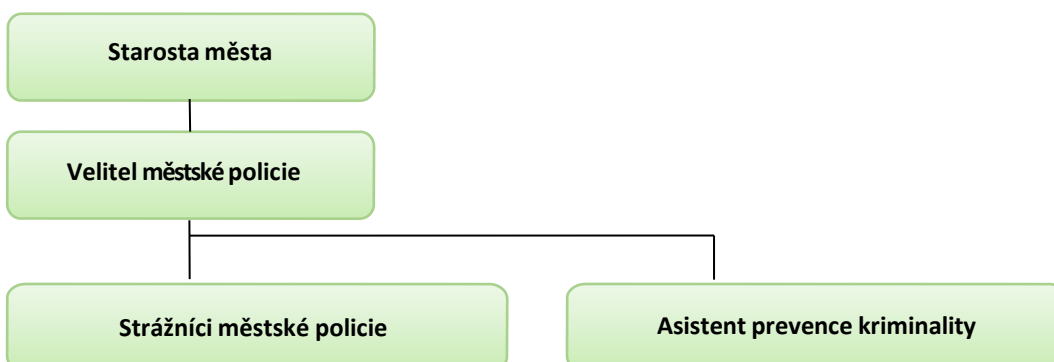 Starosta města
Velitel městské policie
Strážníci městské policie
Asistent prevence kriminality